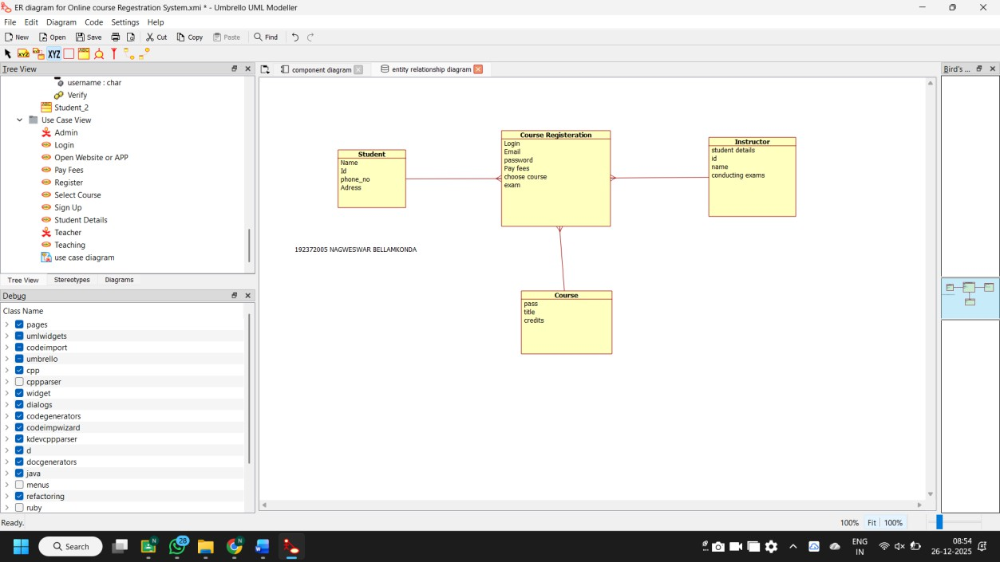 ER diagram for Online course Regestration System.xmi * - Umbrello UML Modeller
File Edit Diagram Code Settings Help
New Open Save Cut Copy Paste Find
XYZ
Tree View
component diagram
entity relationship diagram
Bird's ...
username : char
Verify
Student_2
Use Case View
Admin
Login
Open Website or APP
Pay Fees
Register
Select Course
Sign Up
Student Details
Teacher
Teaching
use case diagram
Tree View Stereotypes Diagrams
Debug
Class Name
pages
umlwidgets
codeimport
umbrello
cpp
cppparser
widget
dialogs
codegenerators
codeimpwizard
kdevcppparser
d
docgenerators
java
menus
refactoring
ruby
Student
Name
Id
phone_no
Adress
Course Registeration
Login
Email
password
Pay fees
choose course
exam
Instructor
student details
id
name
conducting exams
192372005 NAGWESWAR BELLAMKONDA
Course
pass
title
credits
Ready.
100% Fit 100%
Search
28
N
N
ENG
IN
08:54
26-12-2025